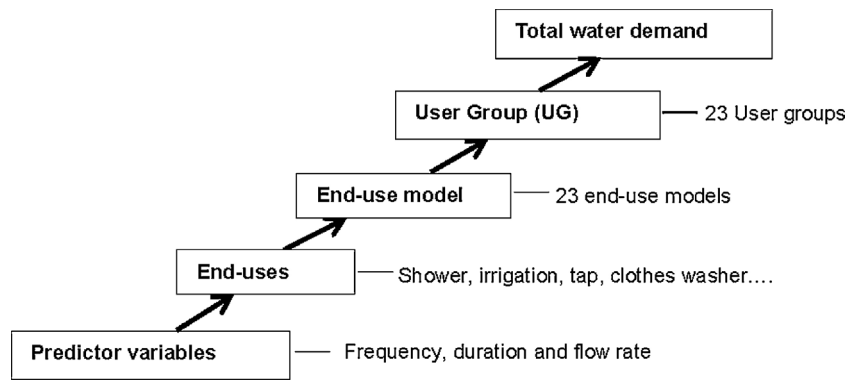 Total water demand
User Group (UG)
23 User groups
End-use model
23 end-use models
End-uses
Shower, irrigation, tap, clothes washer....
Predictor variables
Frequency, duration and flow rate